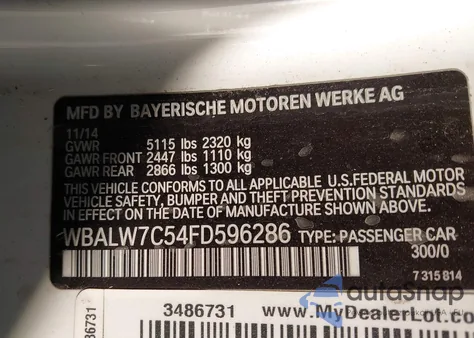 MFD BY BAYERISCHE MOTOREN WERKE AG
11/14
GVWR 5115 lbs 2320 kg
GAWR FRONT 2447 lbs 1110 kg
GAWR REAR 2866 lbs 1300 kg
THIS VEHICLE CONFORMS TO ALL APPLICABLE U.S.FEDERAL MOTOR
VEHICLE SAFETY, BUMPER, AND THEFT PREVENTION STANDARDS
IN EFFECT ON THE DATE OF MANUFACTURE SHOWN ABOVE.
WBALW7C54FD596286 TYPE: PASSENGER CAR
300/0
7 315 814
autoSnap
3486731 www.MyDealerLot.co
86731